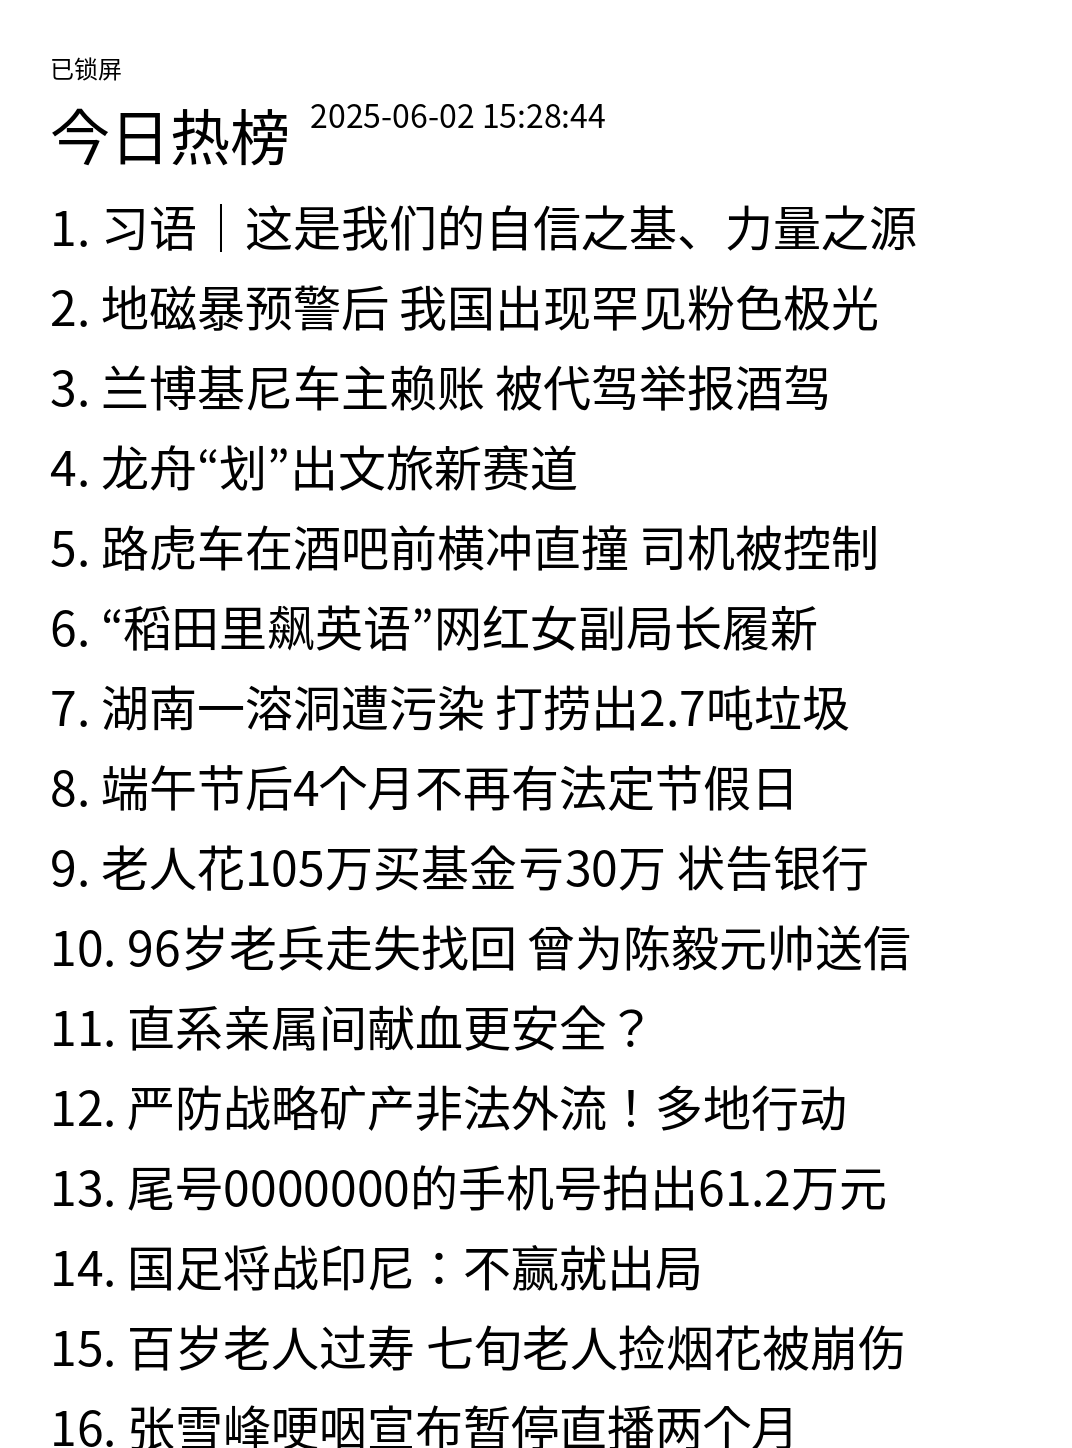 已锁屏
今日热榜 2025-06-02 15:28:44
1. 习语｜这是我们的自信之基、力量之源
2. 地磁暴预警后 我国出现罕见粉色极光
3. 兰博基尼车主赖账 被代驾举报酒驾
4. 龙舟“划”出文旅新赛道
5. 路虎车在酒吧前横冲直撞 司机被控制
6. “稻田里飙英语”网红女副局长履新
7. 湖南一溶洞遭污染 打捞出2.7吨垃圾
8. 端午节后4个月不再有法定节假日
9. 老人花105万买基金亏30万 状告银行
10. 96岁老兵走失找回 曾为陈毅元帅送信
11. 直系亲属间献血更安全？
12. 严防战略矿产非法外流！多地行动
13. 尾号0000000的手机号拍出61.2万元
14. 国足将战印尼：不赢就出局
15. 百岁老人过寿 七旬老人捡烟花被崩伤
16. 张雪峰哽咽宣布暂停直播两个月